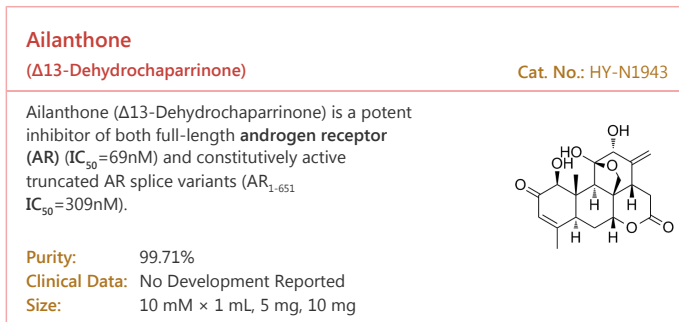 Ailanthone
(Δ13-Dehydrochaparrinone)
Cat. No.: HY-N1943
Ailanthone (Δ13-Dehydrochaparrinone) is a potent
inhibitor of both full-length androgen receptor
(AR) (IC50=69nM) and constitutively active
truncated AR splice variants (AR1-651
IC50=309nM).
OH
HO
OH
O
O
H
H
H
H
O
O
Purity: 99.71%
Clinical Data: No Development Reported
Size: 10 mM × 1 mL, 5 mg, 10 mg